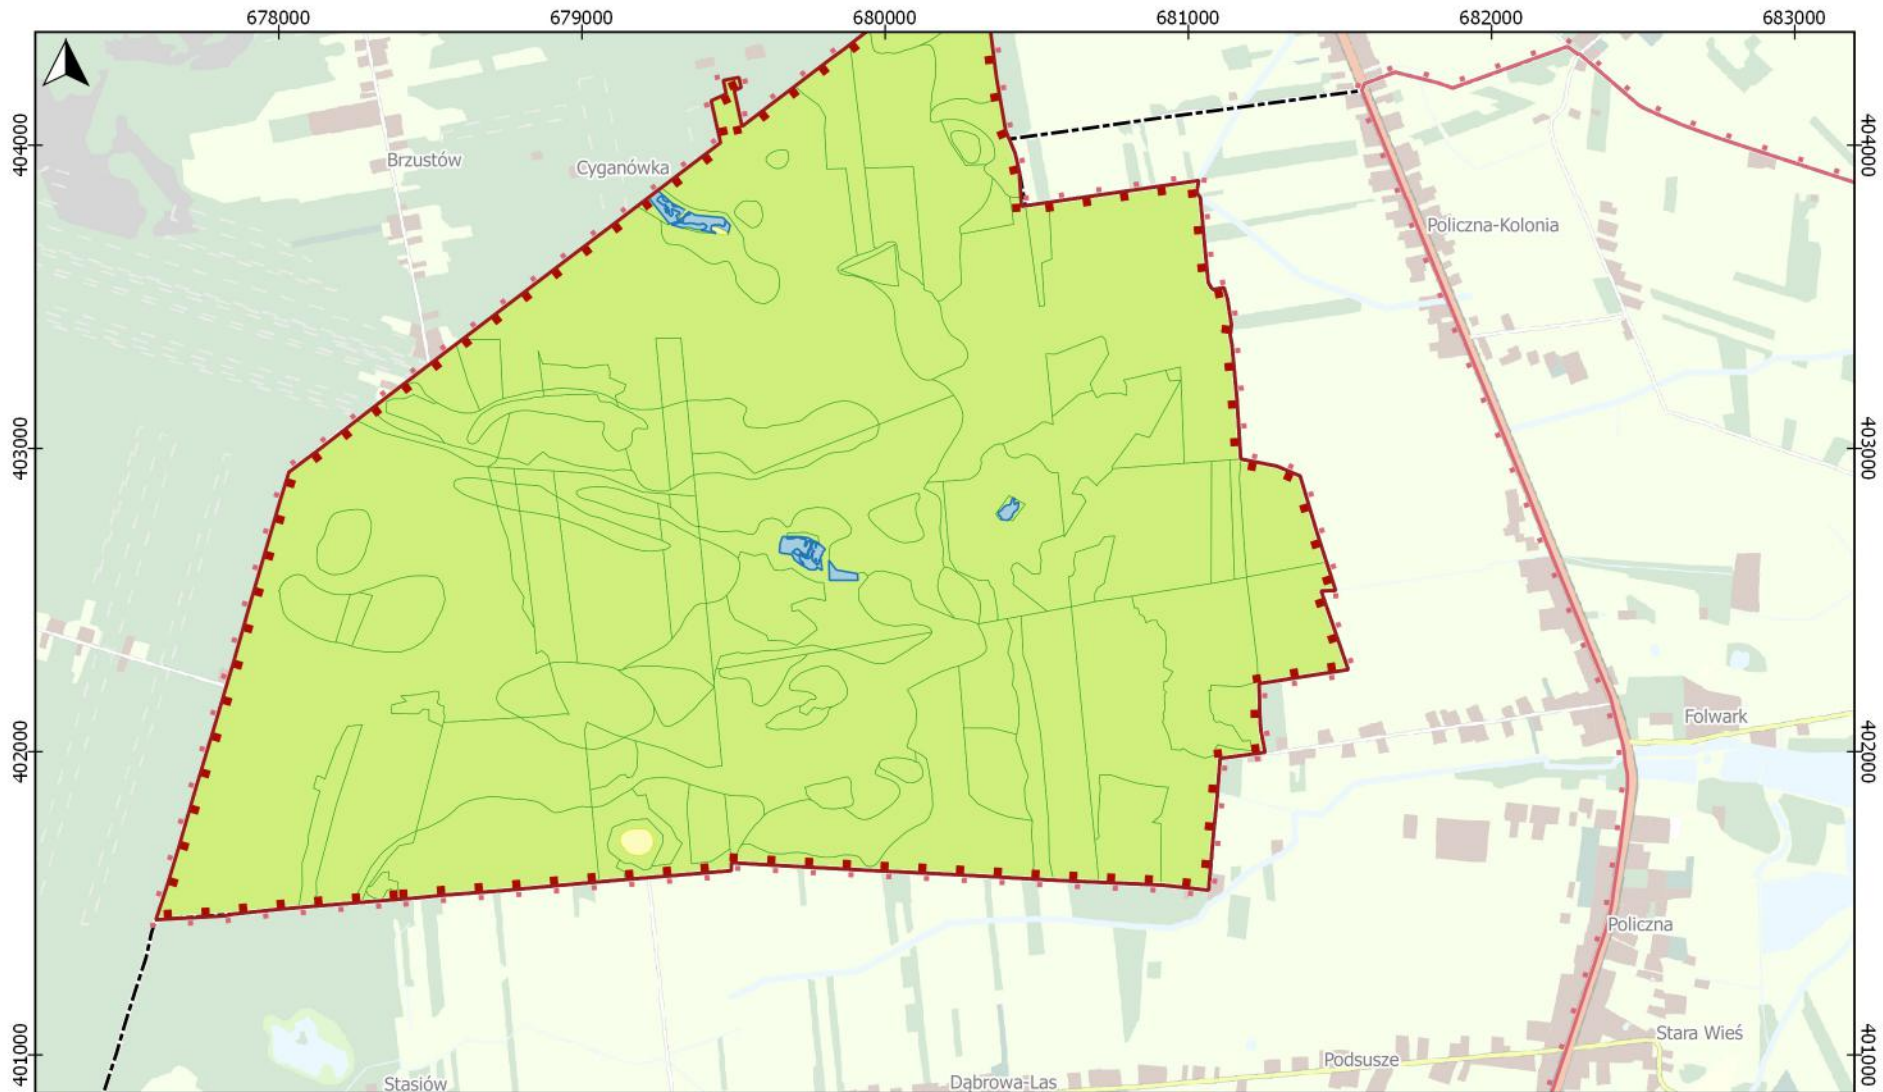 678000 679000 680000 681000 682000 683000
404000 404000
Brzustów
Cyganówka
Policzna-Kolonia
403000 403000
Folwark
402000 402000
Policzna
Stara Wieś
401000 401000
Podsusze
Stasiów
Dąbrowa-Las